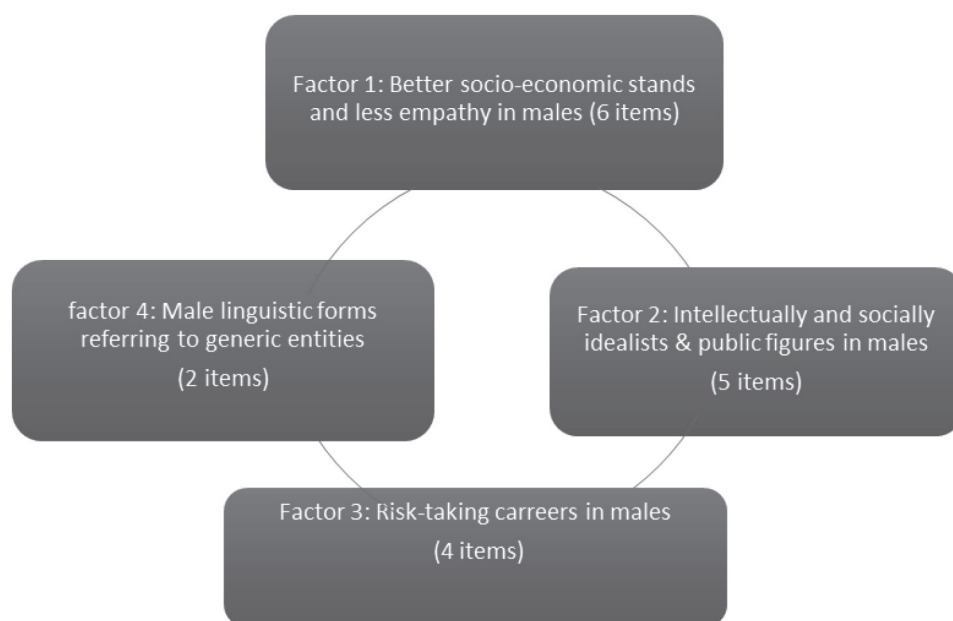 Factor 1: Better socio-economic stands
and less empathy in males (6 items)
Factor 2: Intellectually and socially
idealists & public figures in males
(5 items)
Factor 3: Risk-taking carreers in males
(4 items)
factor 4: Male linguistic forms
referring to generic entities
(2 items)